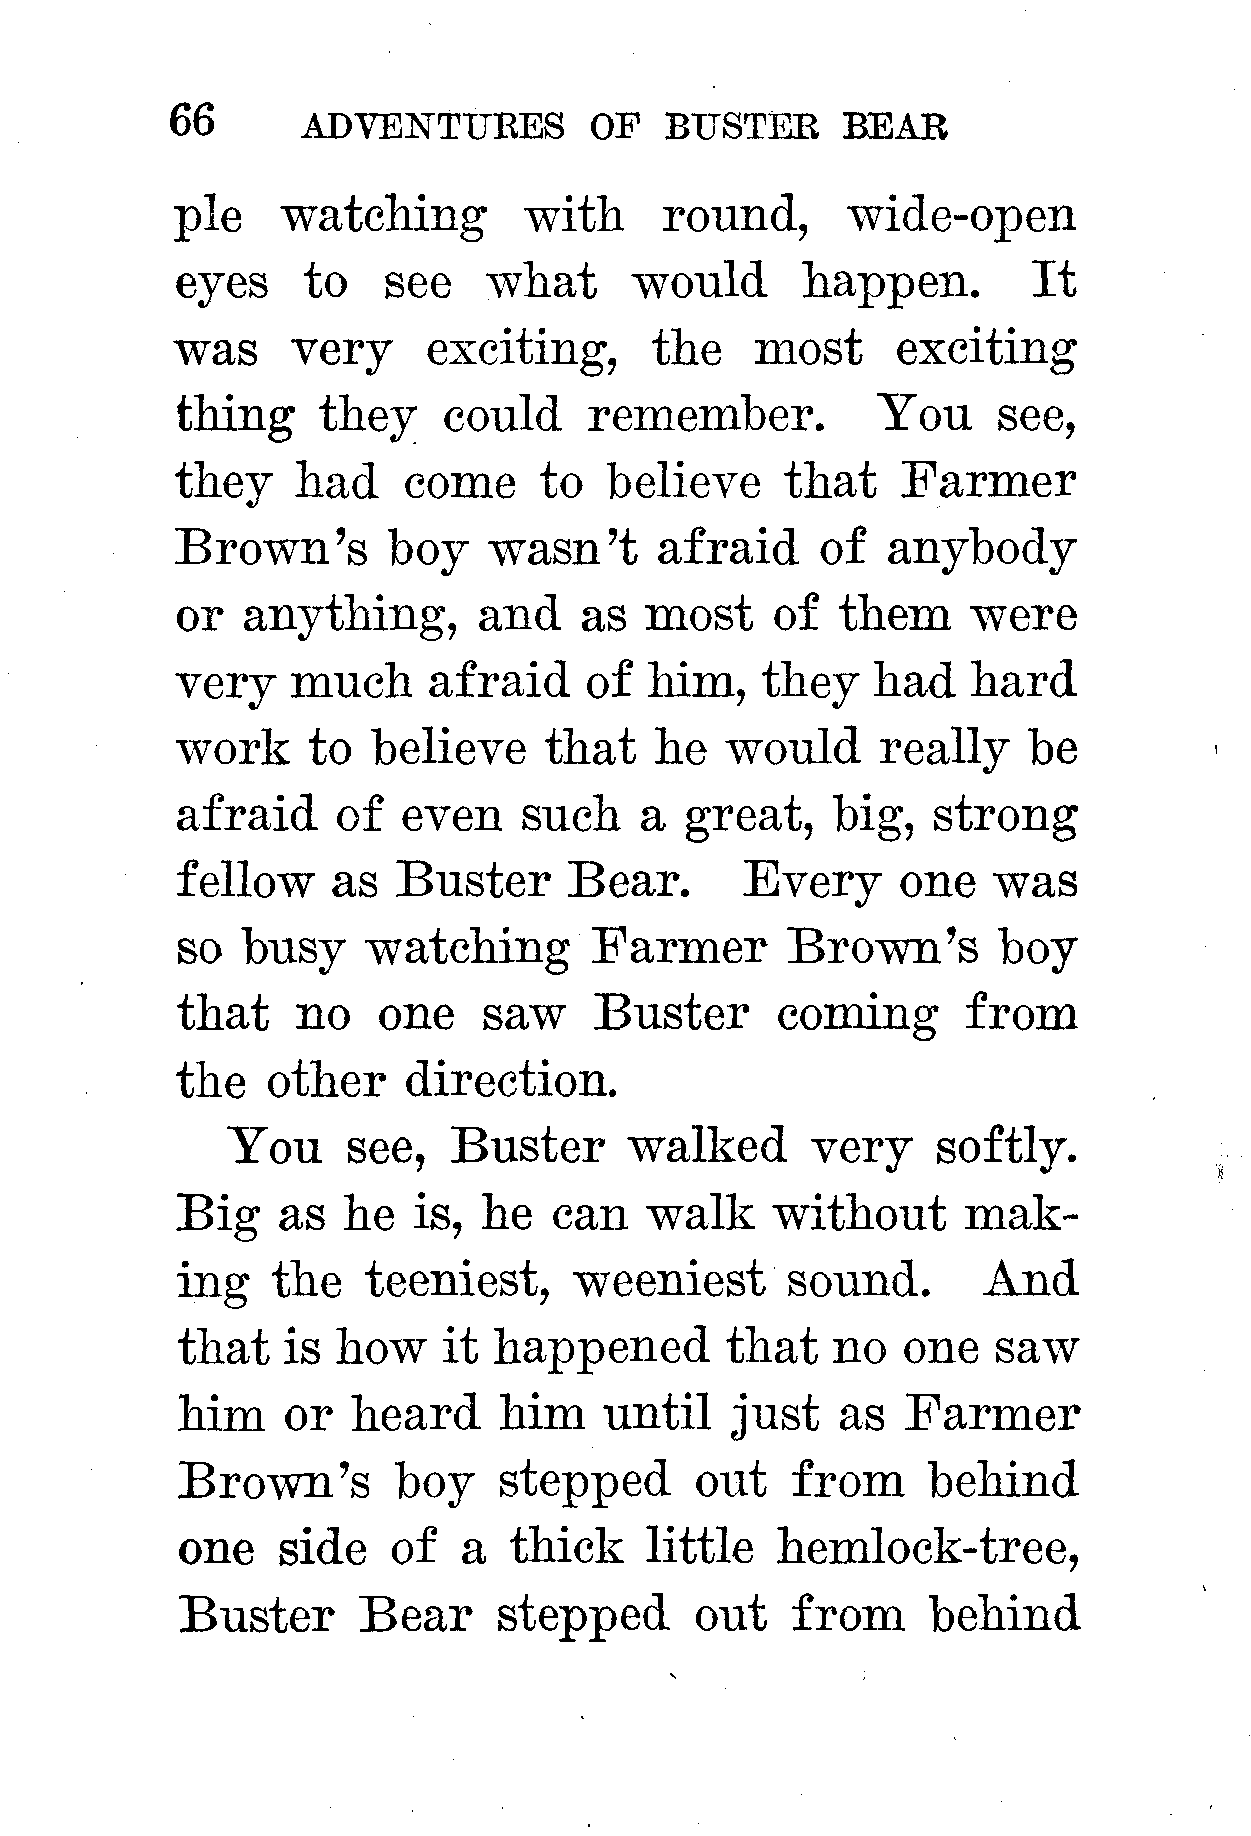 66 ADVENTURES OF BUSTER BEAR
ple watching with round, wide-open
eyes to see what would happen. It
was very exciting, the most exciting
thing they could remember. You see,
they had come to believe that Farmer
Brown's boy wasn't afraid of anybody
or anything, and as most of them were
very much afraid of him, they had hard
work to believe that he would really be
afraid of even such a great, big, strong
fellow as Buster Bear. Every one was
so busy watching Farmer Brown's boy
that no one saw Buster coming from
the other direction.
You see, Buster walked very softly.
Big as he is, he can walk without mak-
ing the teeniest, weeniest sound. And
that is how it happened that no one saw
him or heard him until just as Farmer
Brown's boy stepped out from behind
one side of a thick little hemlock-tree,
Buster Bear stepped out from behind